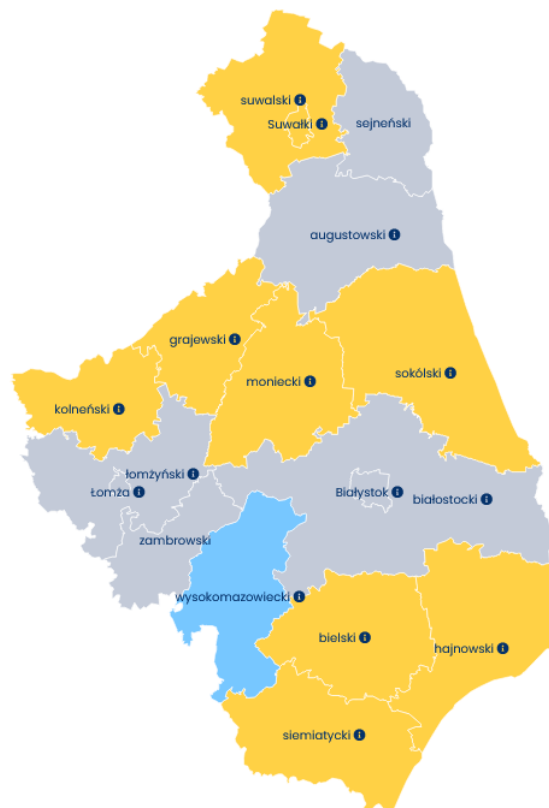 suwalski
Suwałki
sejneński
augustowski
grajewski
sokólski
moniecki
kolneński
łomżyński
Łomża
Białystok
białostocki
zambrowski
wysokomazowiecki
bielski
hajnowski
siemiatycki